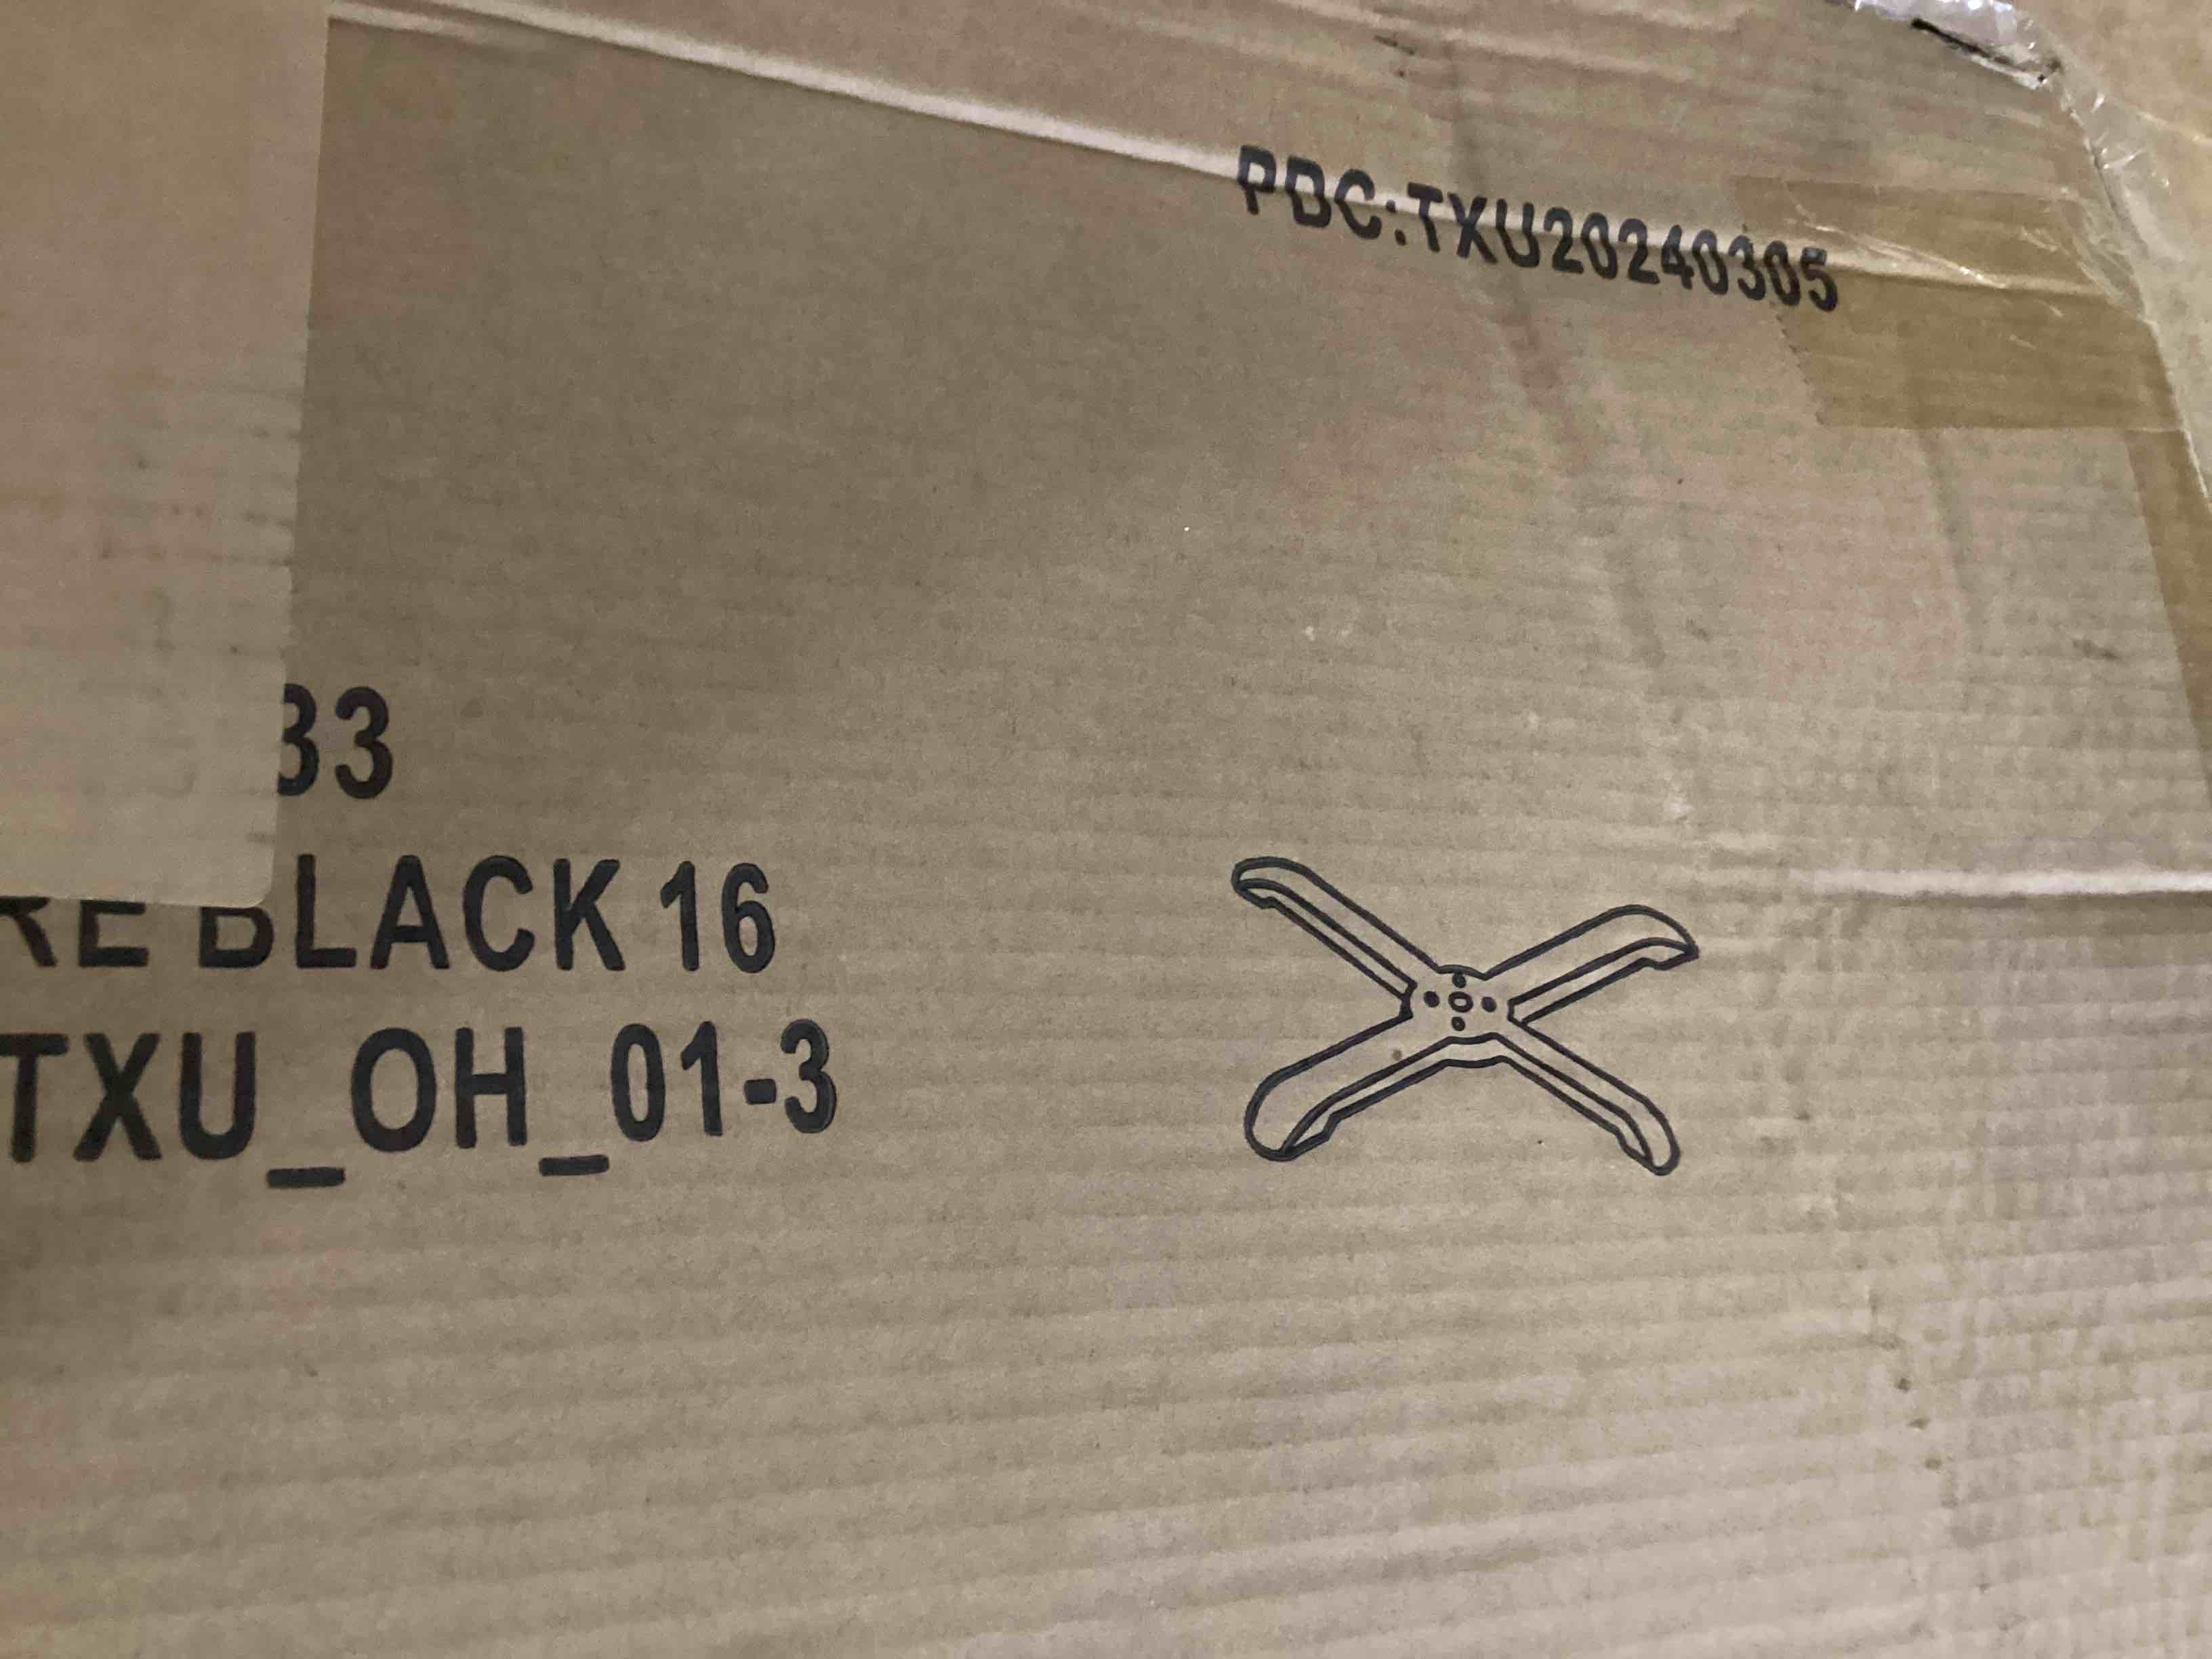 PDC:TXU20240305
33
RE BLACK 16
TXU_OH_01-3